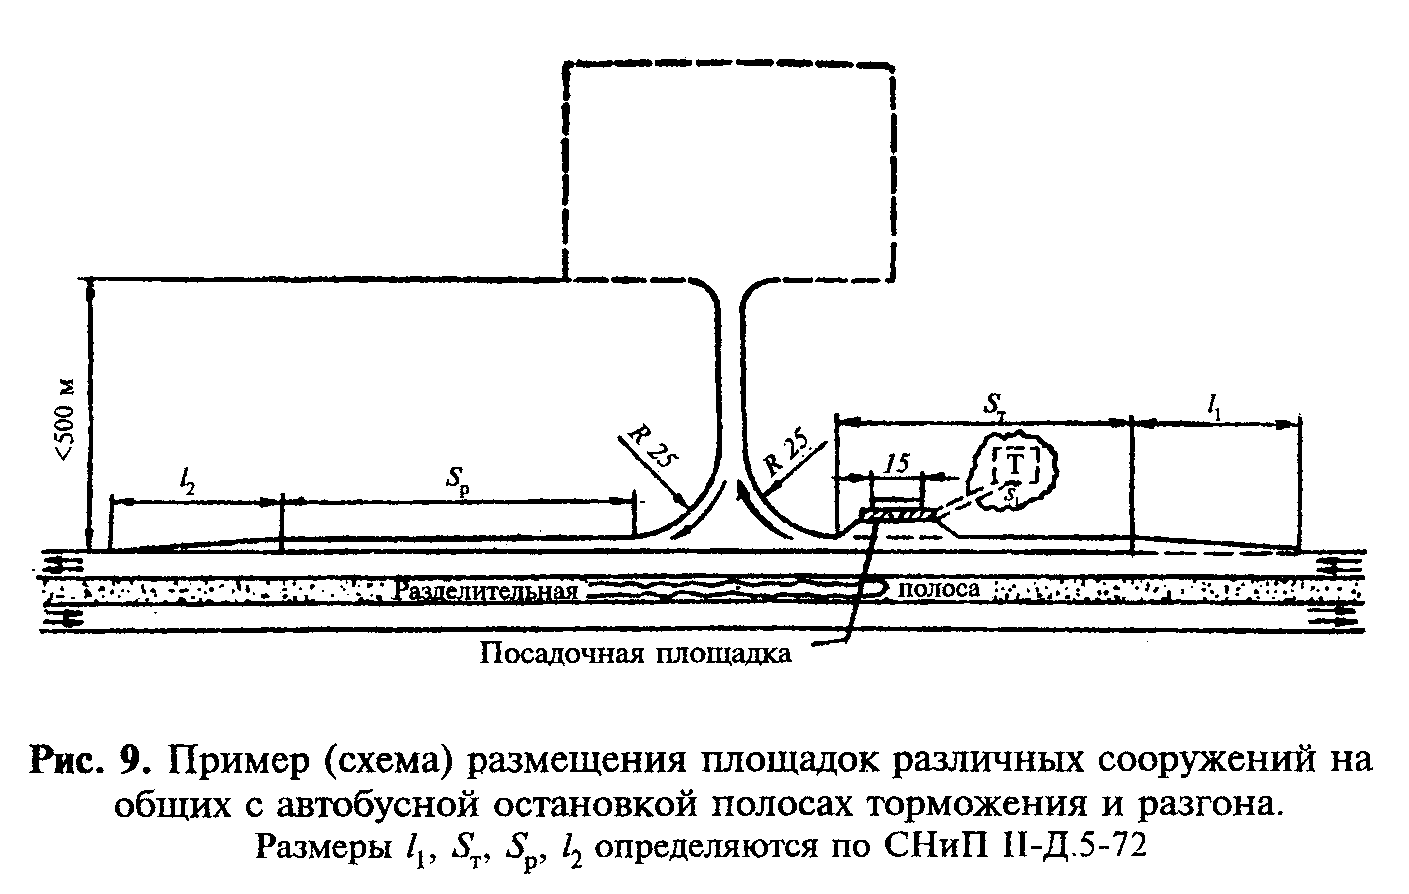 <500 м
l₂
Sр
R 25
R 25
Sт
l₁
15
Т
Разделительная полоса
Посадочная площадка
Рис. 9. Пример (схема) размещения площадок различных сооружений на
общих с автобусной остановкой полосах торможения и разгона.
Размеры l₁, Sт, Sр, l₂ определяются по СНиП II-Д.5-72